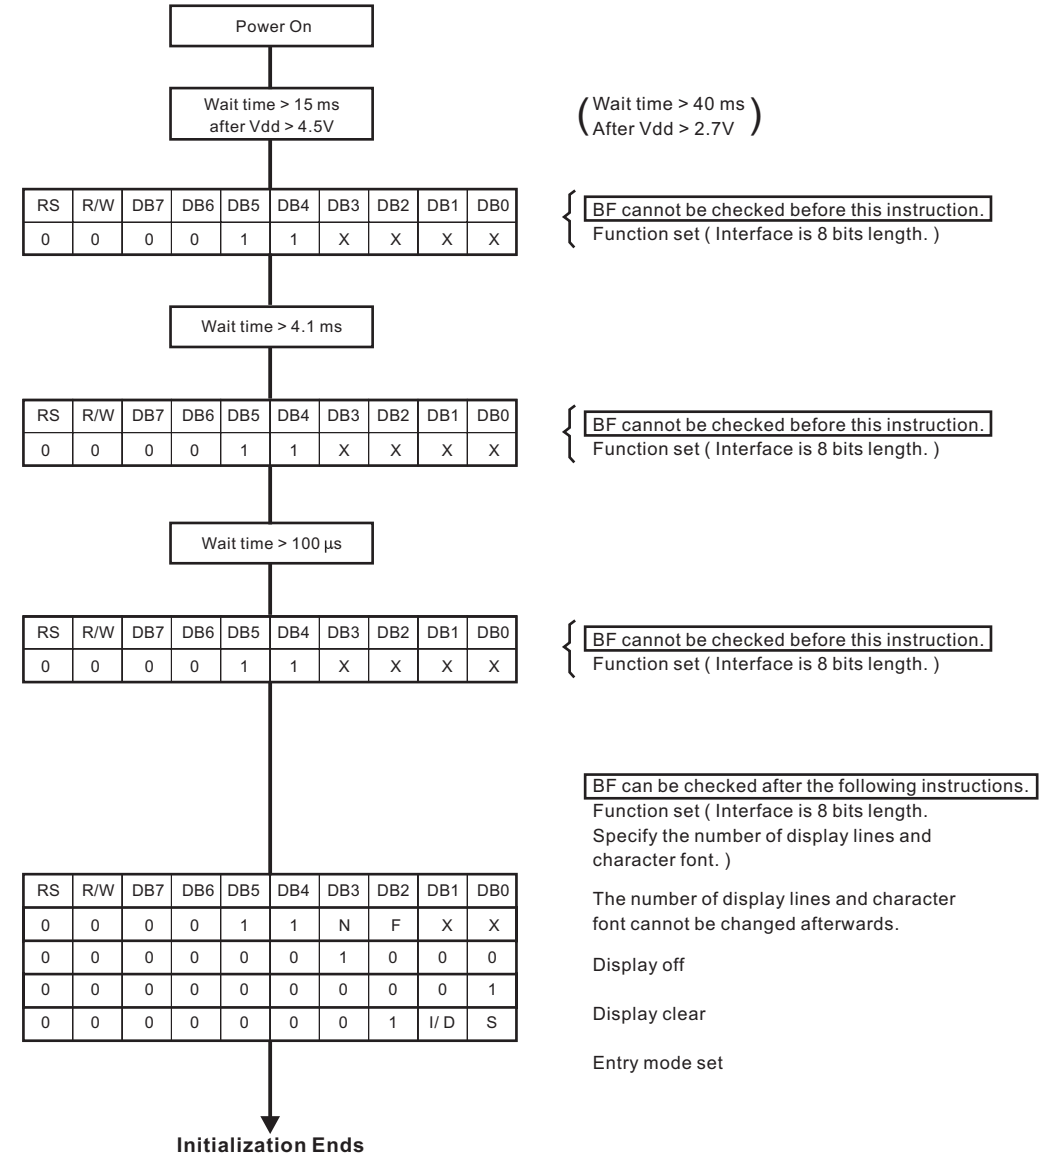 Power On
Wait time > 15 ms
after Vdd > 4.5V
(Wait time > 40 ms
After Vdd > 2.7V)
RS R/W DB7 DB6 DB5 DB4 DB3 DB2 DB1 DB0
0 0 0 0 1 1 X X X X
BF cannot be checked before this instruction.
Function set ( Interface is 8 bits length. )
Wait time > 4.1 ms
RS R/W DB7 DB6 DB5 DB4 DB3 DB2 DB1 DB0
0 0 0 0 1 1 X X X X
BF cannot be checked before this instruction.
Function set ( Interface is 8 bits length. )
Wait time > 100 µs
RS R/W DB7 DB6 DB5 DB4 DB3 DB2 DB1 DB0
0 0 0 0 1 1 X X X X
BF cannot be checked before this instruction.
Function set ( Interface is 8 bits length. )
BF can be checked after the following instructions.
Function set ( Interface is 8 bits length.
Specify the number of display lines and
character font. )
RS R/W DB7 DB6 DB5 DB4 DB3 DB2 DB1 DB0
0 0 0 0 1 1 N F X X
0 0 0 0 0 0 1 0 0 0
0 0 0 0 0 0 0 0 0 1
0 0 0 0 0 0 0 1 I/ D S
The number of display lines and character
font cannot be changed afterwards.
Display off
Display clear
Entry mode set
Initialization Ends